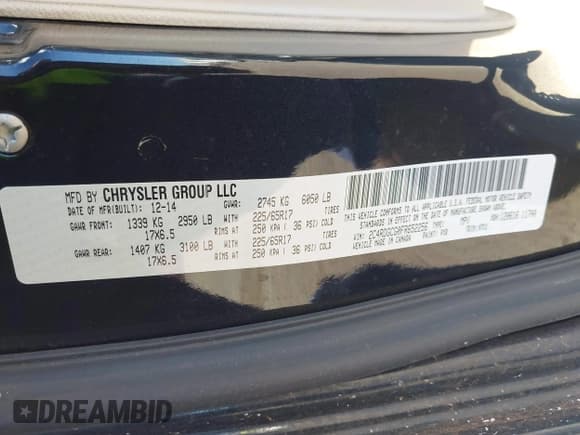 MFD BY CHRYSLER GROUP LLC
DATE OF MFR(BUILT): 12-14 GVWR: 2745 KG 6050 LB
GAWR FRONT: 1339 KG 2950 LB WITH 225/65R17 TIRES
17X6.5 RIMS AT 250 KPA( 36 PSI) COLD
GAWR REAR: 1407 KG 3100 LB WITH 225/65R17 TIRES
17X6.5 RIMS AT 250 KPA( 36 PSI) COLD
THIS VEHICLE CONFORMS TO ALL APPLICABLE U.S.A. FEDERAL MOTOR VEHICLE SAFETY
STANDARDS IN EFFECT ON THE DATE OF MANUFACTURE SHOWN ABOVE.
VIN: TYPE: MPV
VEHICLE MADE IN CANADA PAINT:
DREAMBID